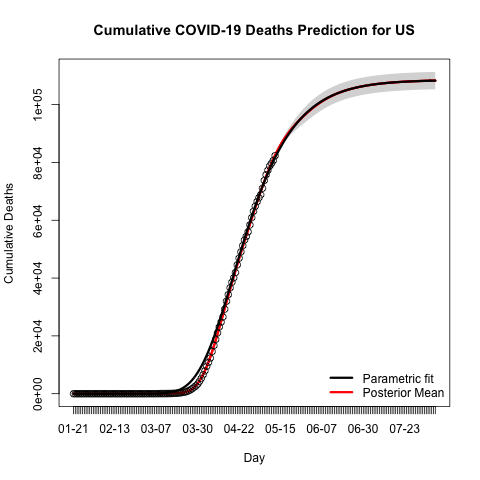 Cumulative COVID-19 Deaths Prediction for US
Cumulative Deaths
1e+05
8e+04
6e+04
4e+04
2e+04
0e+00
Parametric fit
Posterior Mean
01-21 02-13 03-07 03-30 04-22 05-15 06-07 06-30 07-23
Day